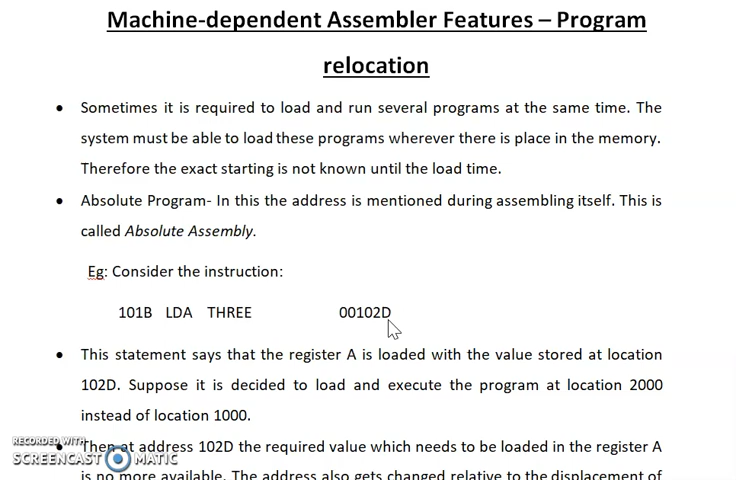 Machine-dependent Assembler Features – Program
relocation
• Sometimes it is required to load and run several programs at the same time. The
system must be able to load these programs wherever there is place in the memory.
Therefore the exact starting is not known until the load time.
• Absolute Program- In this the address is mentioned during assembling itself. This is
called Absolute Assembly.
Eg: Consider the instruction:
101B LDA THREE 00102D
• This statement says that the register A is loaded with the value stored at location
102D. Suppose it is decided to load and execute the program at location 2000
instead of location 1000.
• Then at address 102D the required value which needs to be loaded in the register A
is no more available. The address also gets changed relative to the displacement of
RECORDED WITH
SCREENCAST MATIC